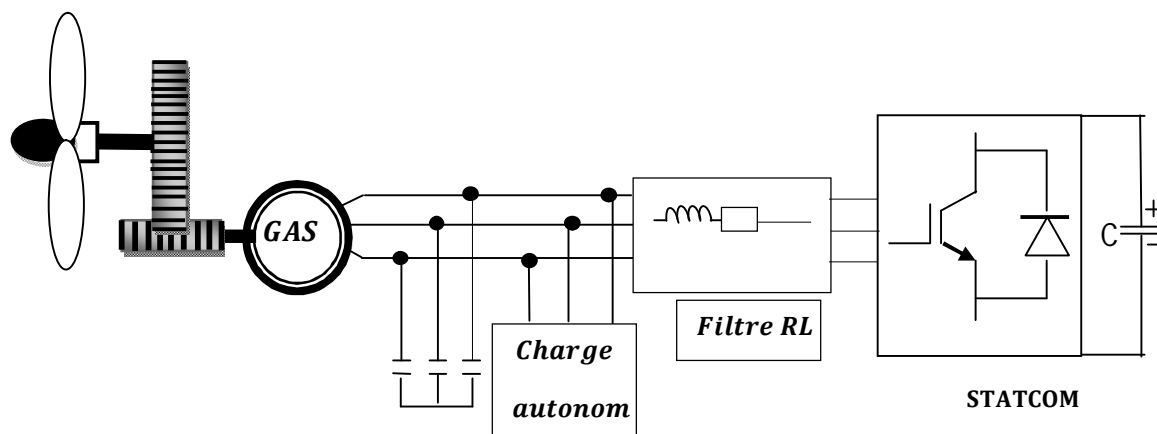 GAS
Charge
autonom
Filtre RL
C
+
-
STATCOM